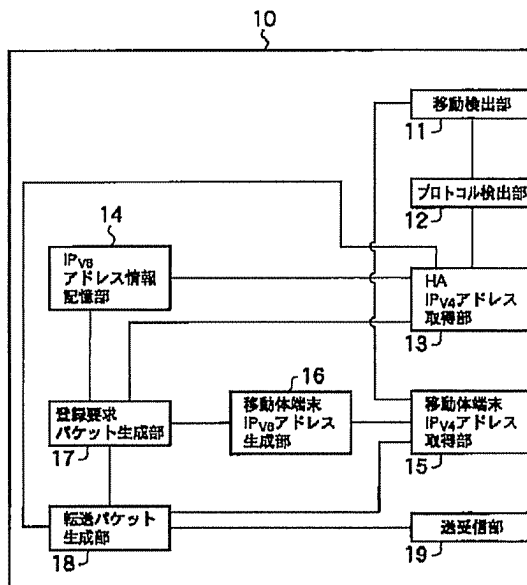 10
移動検出部
11
プロトコル検出部
12
14
IPV6
アドレス情報
記憶部
HA
IPV4アドレス
取得部
13
16
登録要求
パケット生成部
17
移動体端末
IPV6アドレス
生成部
移動体端末
IPV4アドレス
取得部
15
転送パケット
生成部
18
送受信部
19